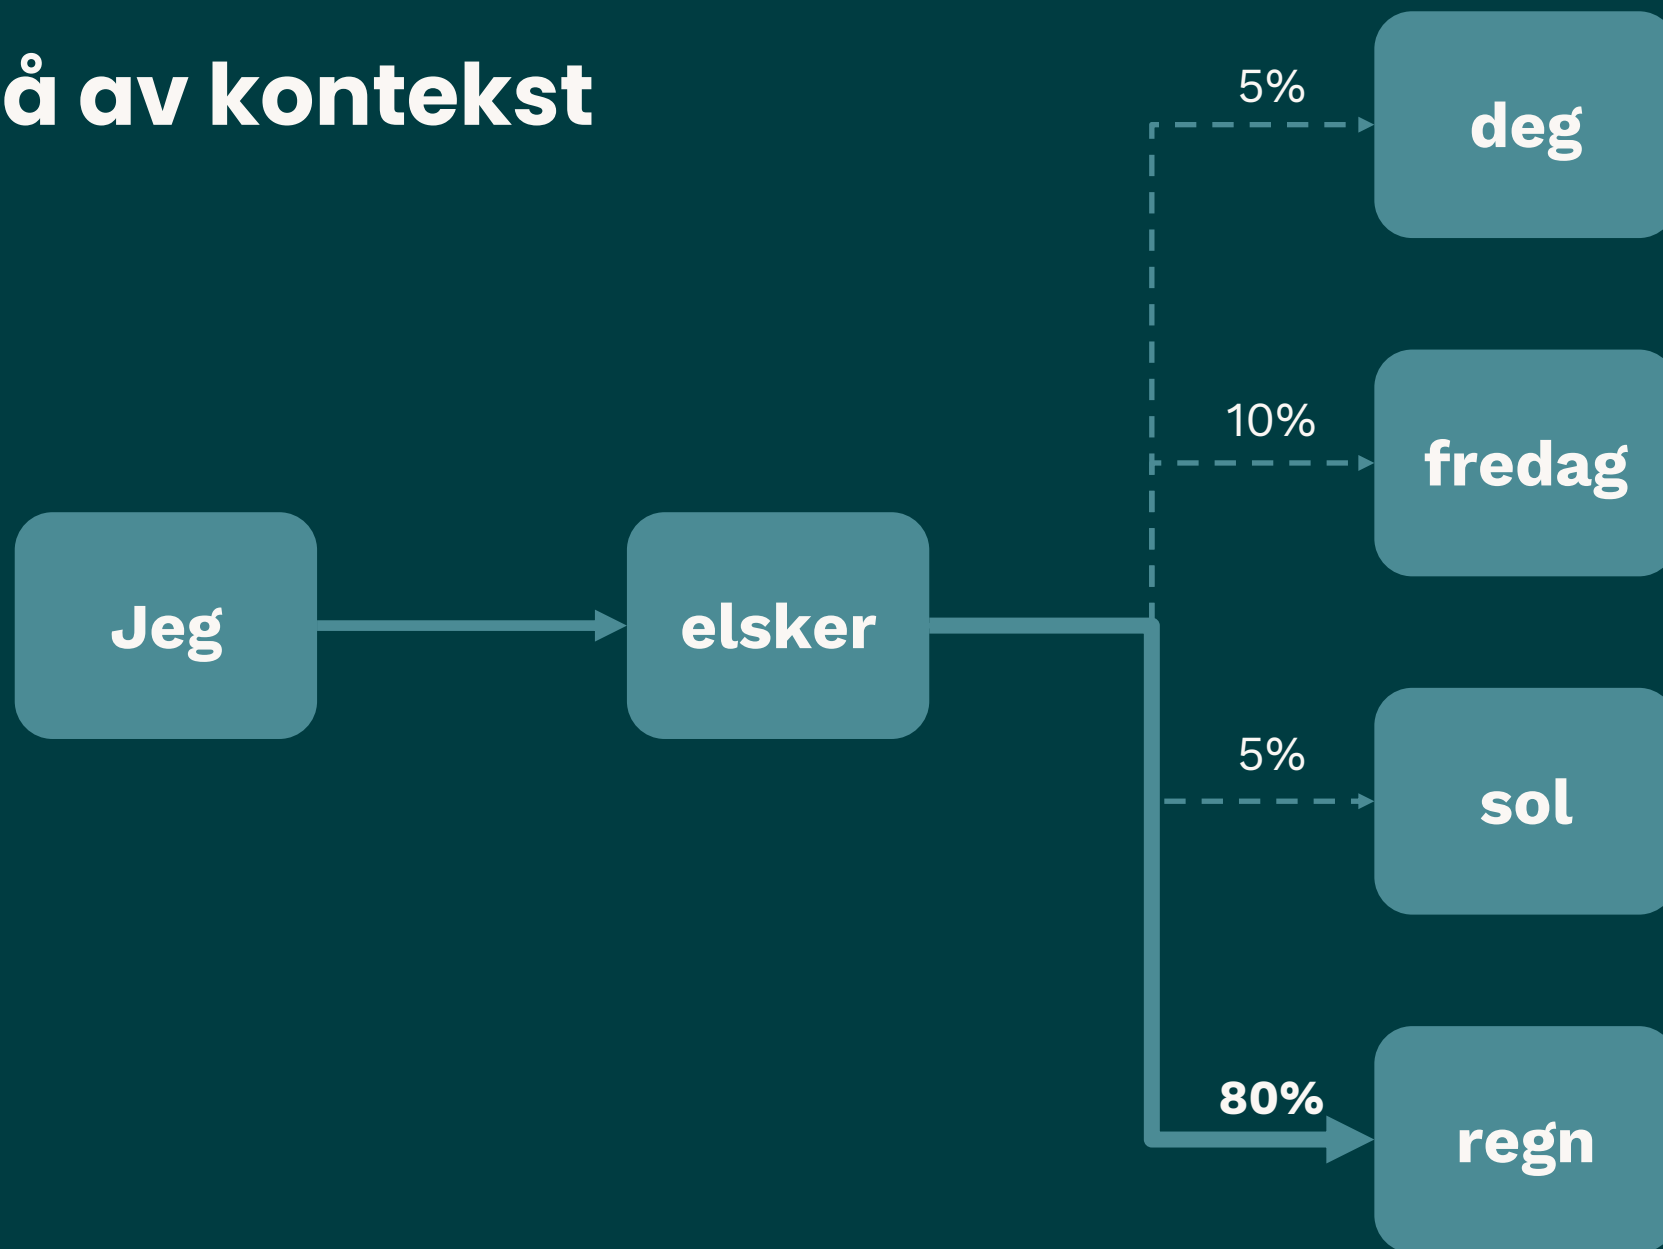 å av kontekst
5%
deg
10%
fredag
Jeg
elsker
5%
sol
80%
regn